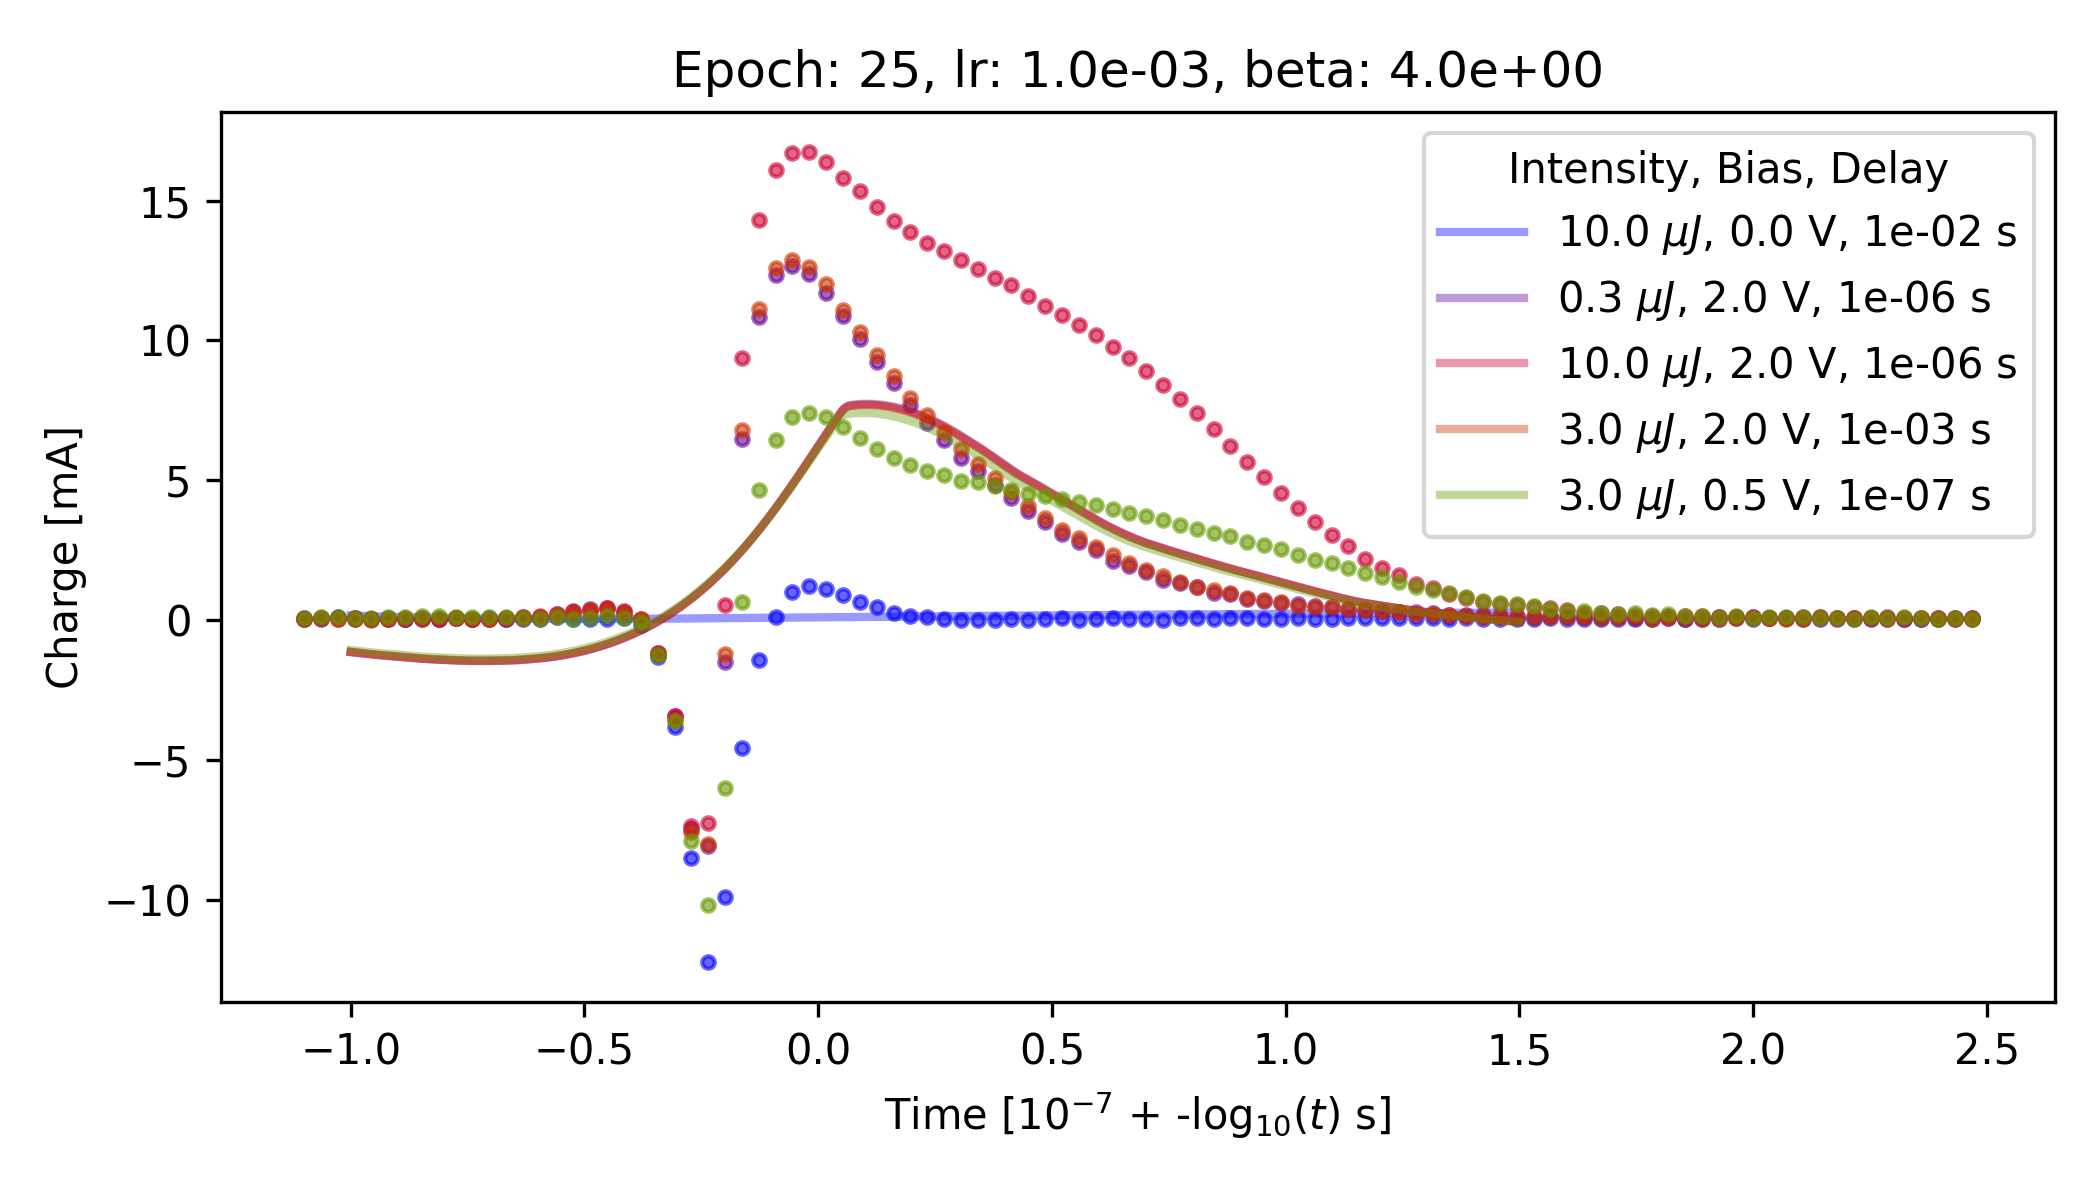 Epoch: 25, lr: 1.0e-03, beta: 4.0e+00
Intensity, Bias, Delay
10.0 μJ, 0.0 V, 1e-02 s
0.3 μJ, 2.0 V, 1e-06 s
10.0 μJ, 2.0 V, 1e-06 s
3.0 μJ, 2.0 V, 1e-03 s
3.0 μJ, 0.5 V, 1e-07 s
Charge [mA]
15
10
5
0
−5
−10
−1.0 −0.5 0.0 0.5 1.0 1.5 2.0 2.5
Time [10⁻⁷ + -log₁₀(t) s]